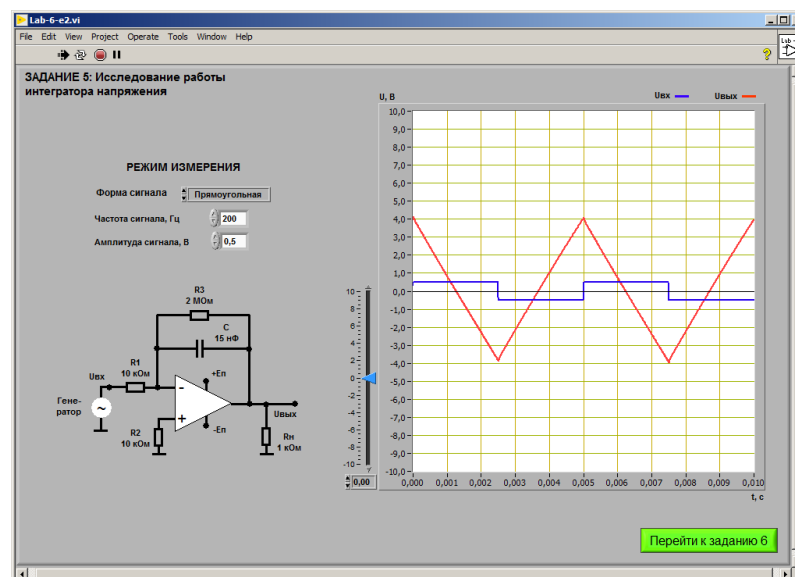 Lab-6-e2.vi
File Edit View Project Operate Tools Window Help
Lab-
ЗАДАНИЕ 5: Исследование работы
интегратора напряжения
РЕЖИМ ИЗМЕРЕНИЯ
Форма сигнала Прямоугольная
Частота сигнала, Гц 200
Амплитуда сигнала, В 0,5
R3
2 МОм
C
15 нФ
R1
10 кОм
Uвх
+Eп
Гене-
ратор
~
-
+
Uвых
R2
10 кОм
-Eп
Rн
1 кОм
10
8
6
4
2
0
-2
-4
-6
-8
-10
0,00
U, В
Uвх Uвых
10,0
9,0
8,0
7,0
6,0
5,0
4,0
3,0
2,0
1,0
0,0
-1,0
-2,0
-3,0
-4,0
-5,0
-6,0
-7,0
-8,0
-9,0
-10,0
0,000 0,001 0,002 0,003 0,004 0,005 0,006 0,007 0,008 0,009 0,010
t, c
Перейти к заданию 6